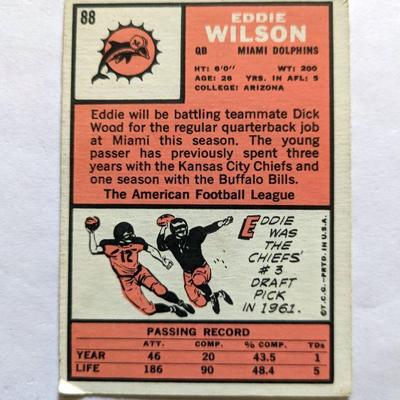 88
EDDIE
WILSON
QB MIAMI DOLPHINS
HT: 6'0" WT: 200
AGE: 26 YRS. IN AFL: 5
COLLEGE: ARIZONA
Eddie will be battling teammate Dick
Wood for the regular quarterback job
at Miami this season. The young
passer has previously spent three
years with the Kansas City Chiefs and
one season with the Buffalo Bills.
The American Football League
EDDIE
WAS
THE
CHIEFS'
#3
DRAFT
PICK
IN 1961.
12
©T.C.G.-PRTD. IN U.S.A.
PASSING RECORD
ATT. COMP. % COMP. TDs
YEAR 46 20 43.5 1
LIFE 186 90 48.4 5